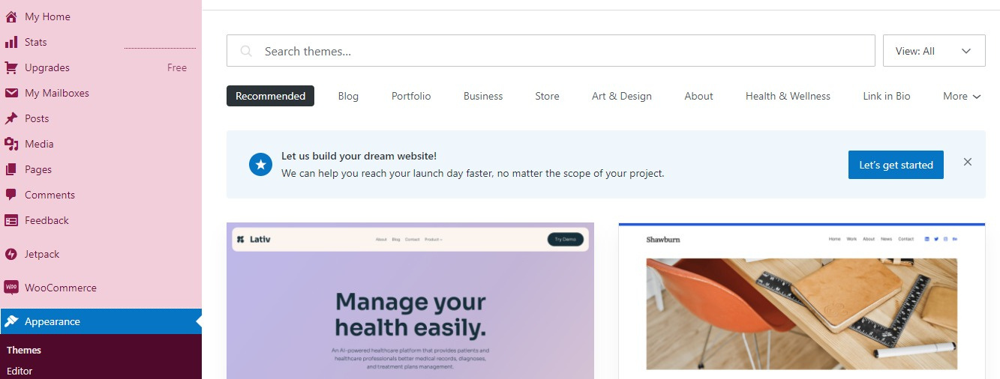 My Home
Stats
Upgrades Free
My Mailboxes
Posts
Media
Pages
Comments
Feedback
Jetpack
WOO WooCommerce
Appearance
Themes
Editor
Search themes...
View: All
Recommended Blog Portfolio Business Store Art & Design About Health & Wellness Link in Bio More
Let us build your dream website!
We can help you reach your launch day faster, no matter the scope of your project.
Let's get started
Lativ About Blog Contact Product Try Demo
Manage your
health easily.
An AI-powered healthcare platform that provides patients and
healthcare professionals better medical records, diagnoses,
and treatment plans management.
Shawburn Home Work About News Contact